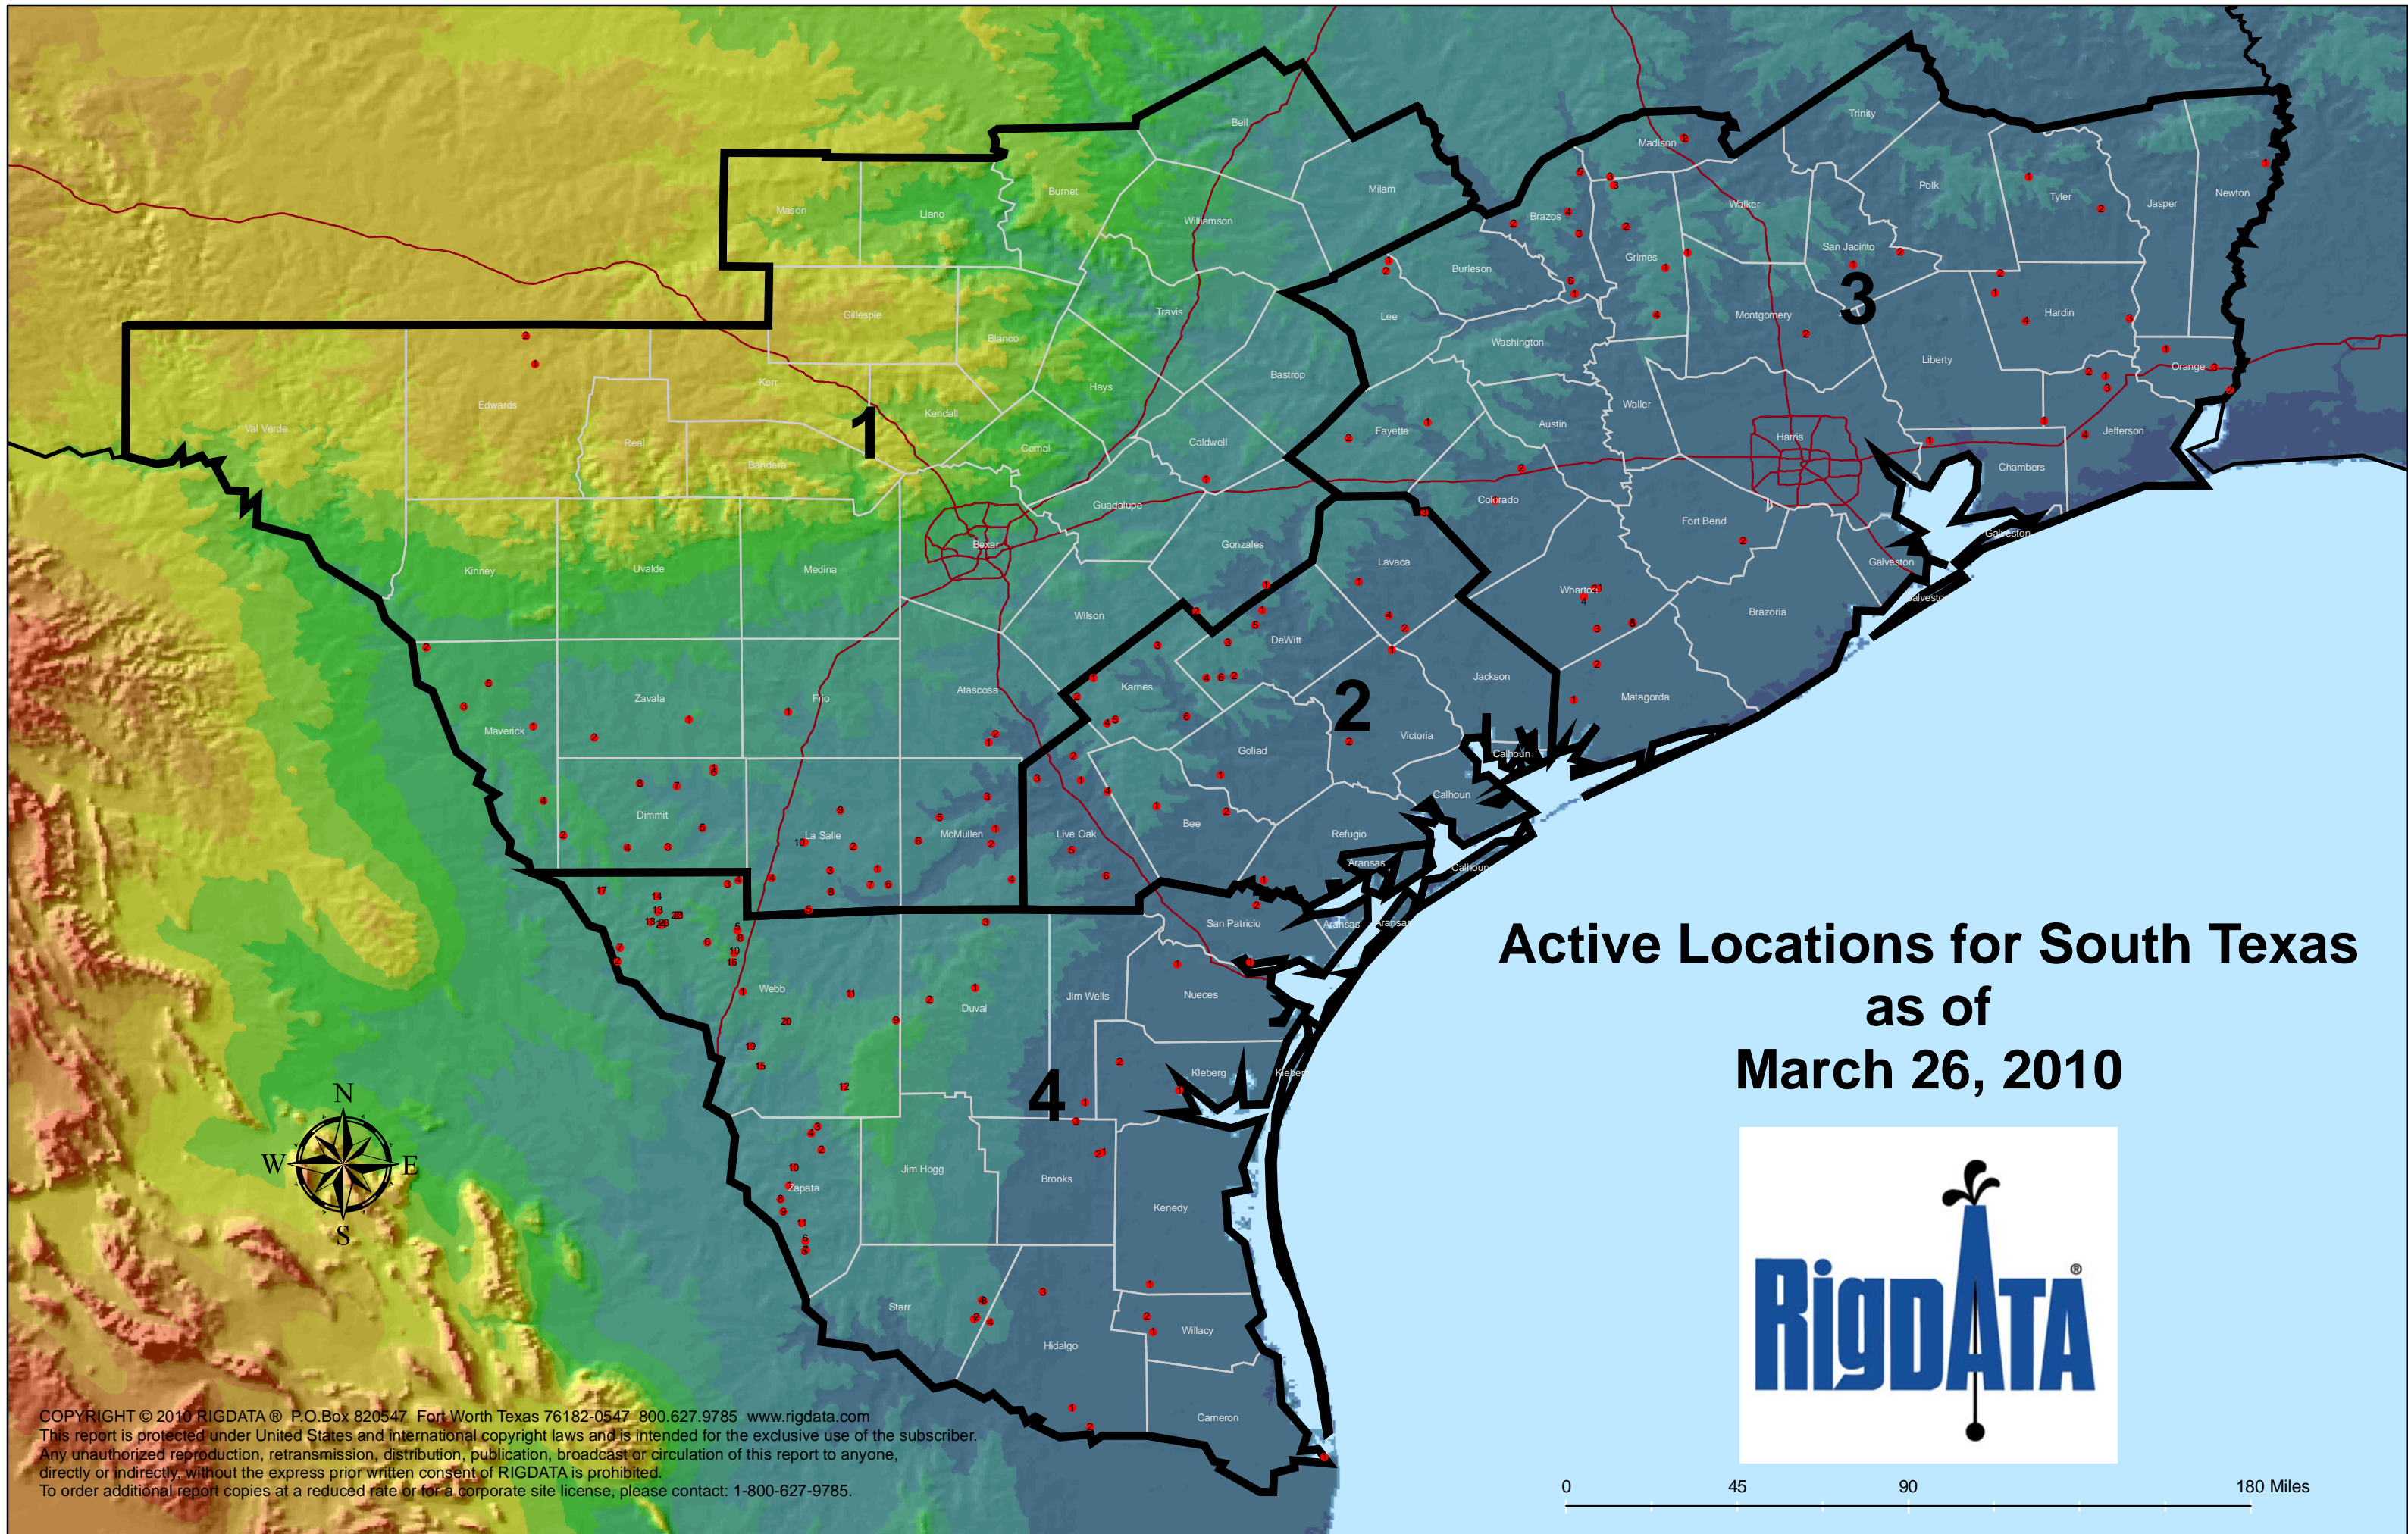 Bell
Trinity
Madison
Milam
Burnet
Mason
Llano
Williamson
Brazos
Walker
Polk
Tyler
Jasper
Newton
San Jacinto
Grimes
Burleson
3
Gillespie
Travis
Lee
Montgomery
Hardin
Blanco
Washington
Liberty
Orange
Bastrop
Kerr
Hays
Edwards
Waller
Val Verde
1
Kendall
Real
Comal
Caldwell
Fayette
Austin
Harris
Jefferson
Bandera
Chambers
Guadalupe
Colorado
Fort Bend
Galveston
Bexar
Gonzales
Kinney
Uvalde
Medina
Lavaca
Galveston
Wharton
Galveston
Wilson
DeWitt
Brazoria
Zavala
Frio
Atascosa
Karnes
2
Jackson
Matagorda
Maverick
Goliad
Victoria
Calhoun
Dimmit
La Salle
McMullen
Live Oak
Bee
Refugio
Calhoun
Aransas
Calhoun
San Patricio
Aransas
Aransas
Webb
Duval
Jim Wells
Nueces
4
Kleberg
Jim Hogg
Zapata
Brooks
Kenedy
Starr
Hidalgo
Willacy
Cameron
Active Locations for South Texas
as of
March 26, 2010
N
W E
S
RIGDATA ®
0 45 90 180 Miles
COPYRIGHT © 2010 RIGDATA ® P.O.Box 820547 Fort Worth Texas 76182-0547 800.627.9785 www.rigdata.com
This report is protected under United States and international copyright laws and is intended for the exclusive use of the subscriber.
Any unauthorized reproduction, retransmission, distribution, publication, broadcast or circulation of this report to anyone,
directly or indirectly, without the express prior written consent of RIGDATA is prohibited.
To order additional report copies at a reduced rate or for a corporate site license, please contact: 1-800-627-9785.